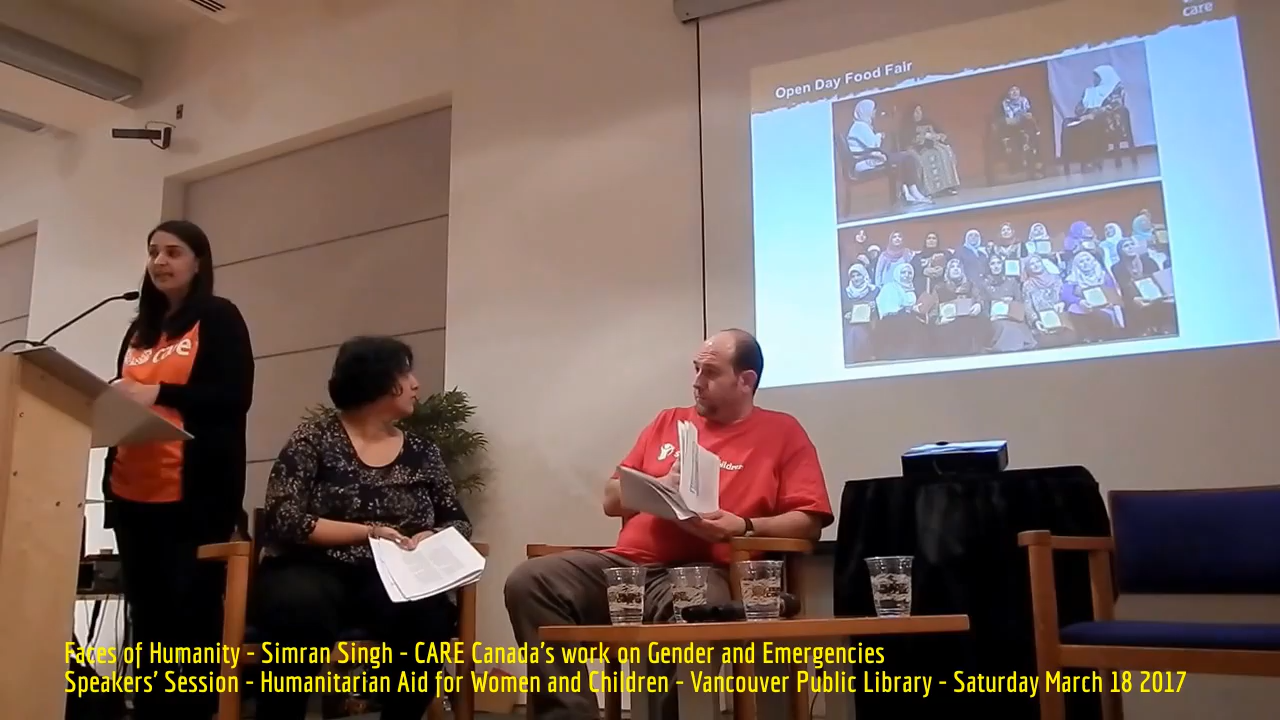 care
Open Day Food Fair
care
Faces of Humanity - Simran Singh - CARE Canada's work on Gender and Emergencies
Speakers' Session - Humanitarian Aid for Women and Children - Vancouver Public Library - Saturday March 18 2017